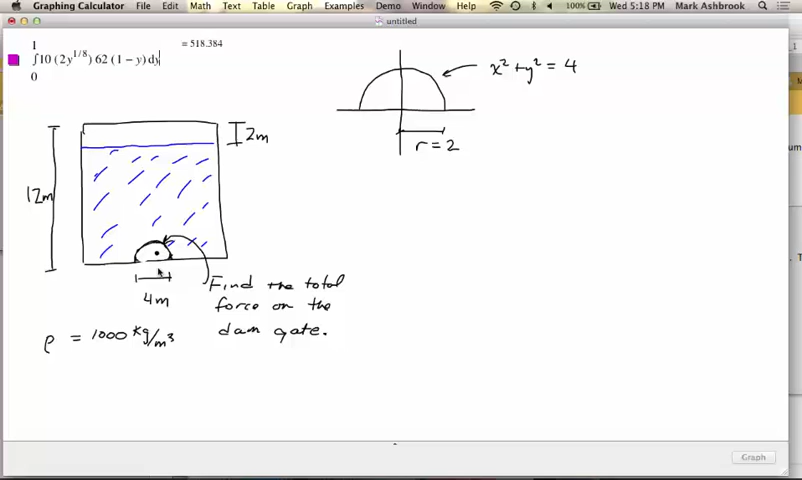 Graphing Calculator File Edit Math Text Graphs Examples Demo Window Help 100% Wed 5:18 PM Mark Ashbrook
untitled
1
∫10 (2y^1/8) 62 (1 − y) dy
0
= 518.384
x² + y² = 4
r = 2
2m
12m
4m
Find the total
force on the
dam gate.
ρ = 1000 kg/m³
Graph